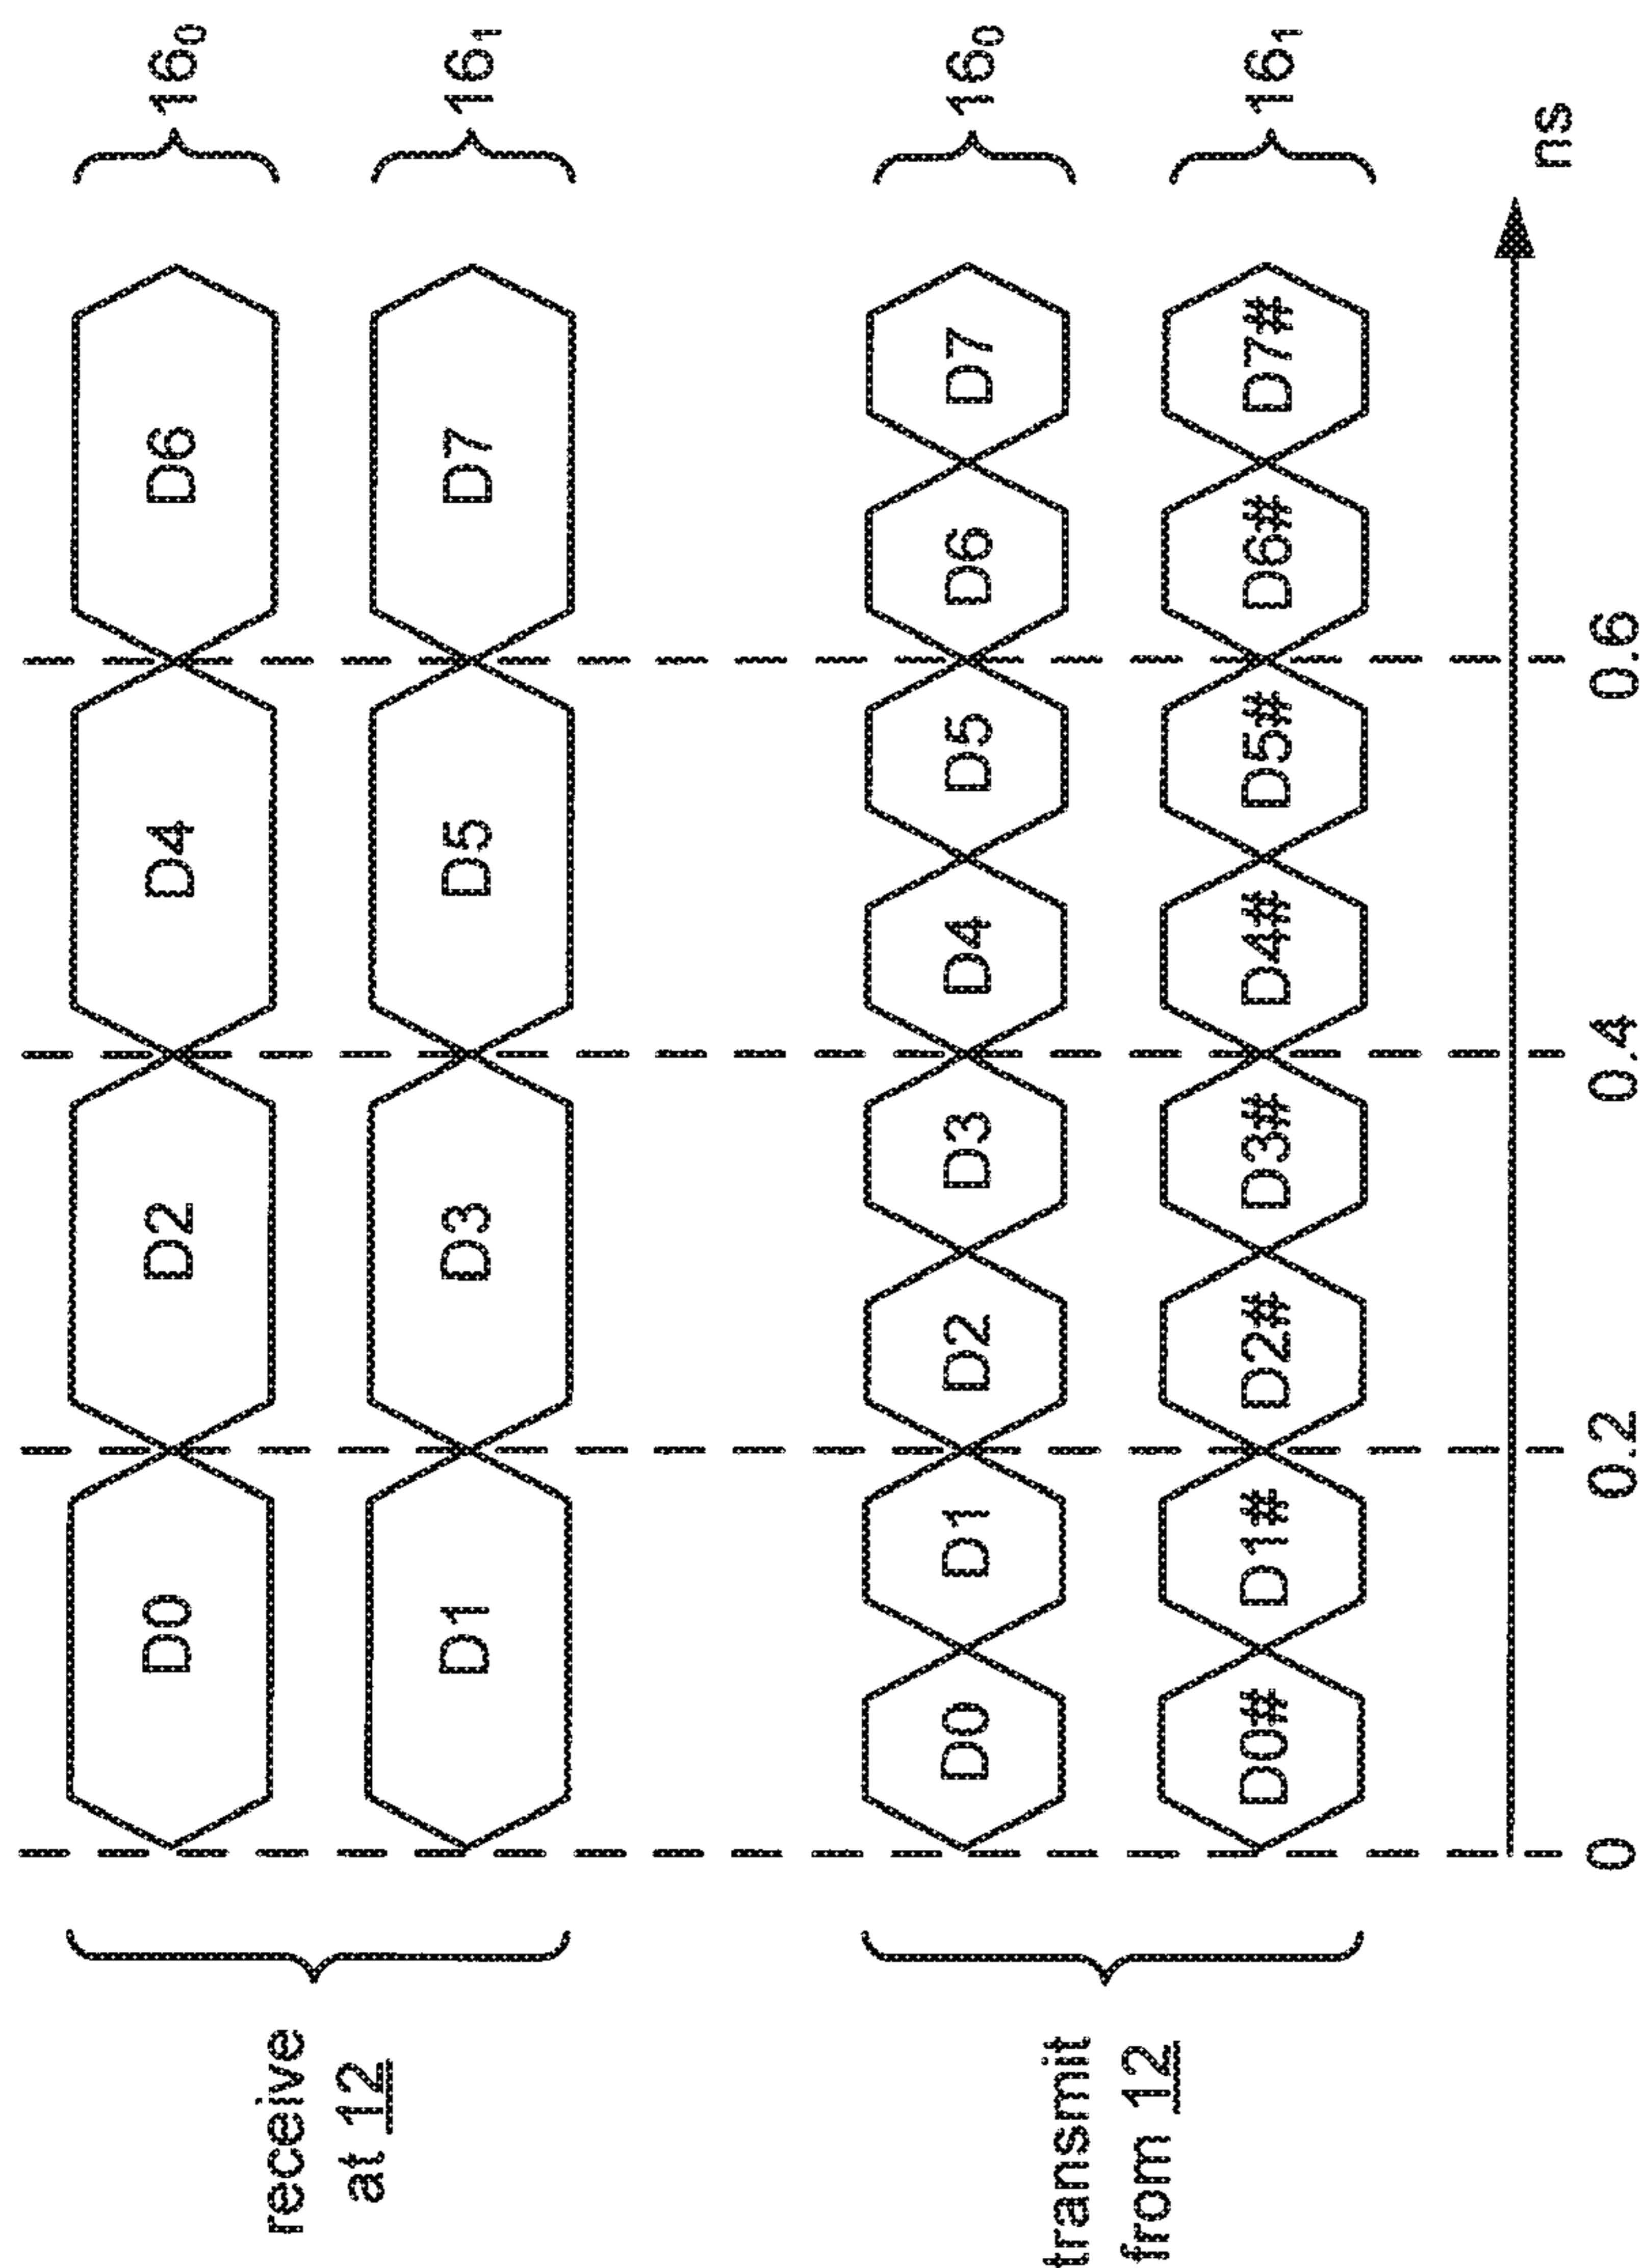 receive
at 12
D0 D2 D4 D6 16₀
D1 D3 D5 D7 16₁
transmit
from 12
D0 D1 D2 D3 D4 D5 D6 D7 16₀
D0# D1# D2# D3# D4# D5# D6# D7# 16₁
0 0.2 0.4 0.6 ns